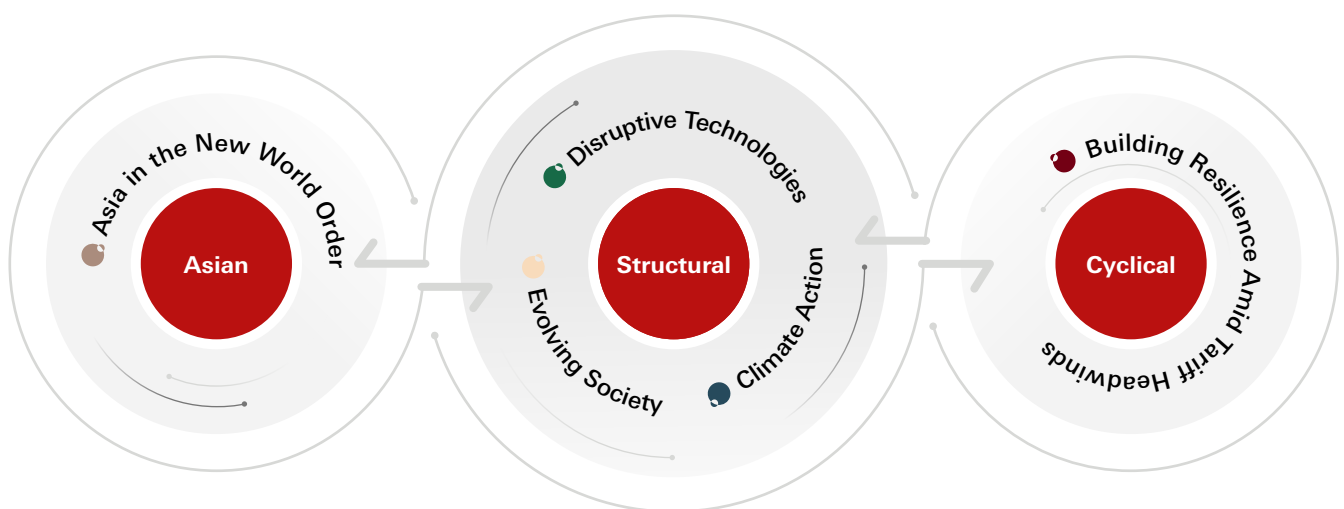 Asia in the New World Order
Asian
Disruptive Technologies
Structural
Evolving Society
Climate Action
Building Resilience Amid Tariff Headwinds
Cyclical